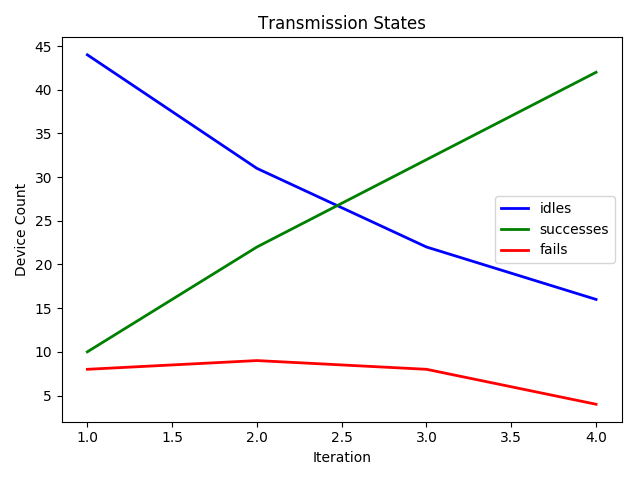 Transmission States
45
40
35
30
25
20
15
10
5
Device Count
idles
successes
fails
1.0 1.5 2.0 2.5 3.0 3.5 4.0
Iteration